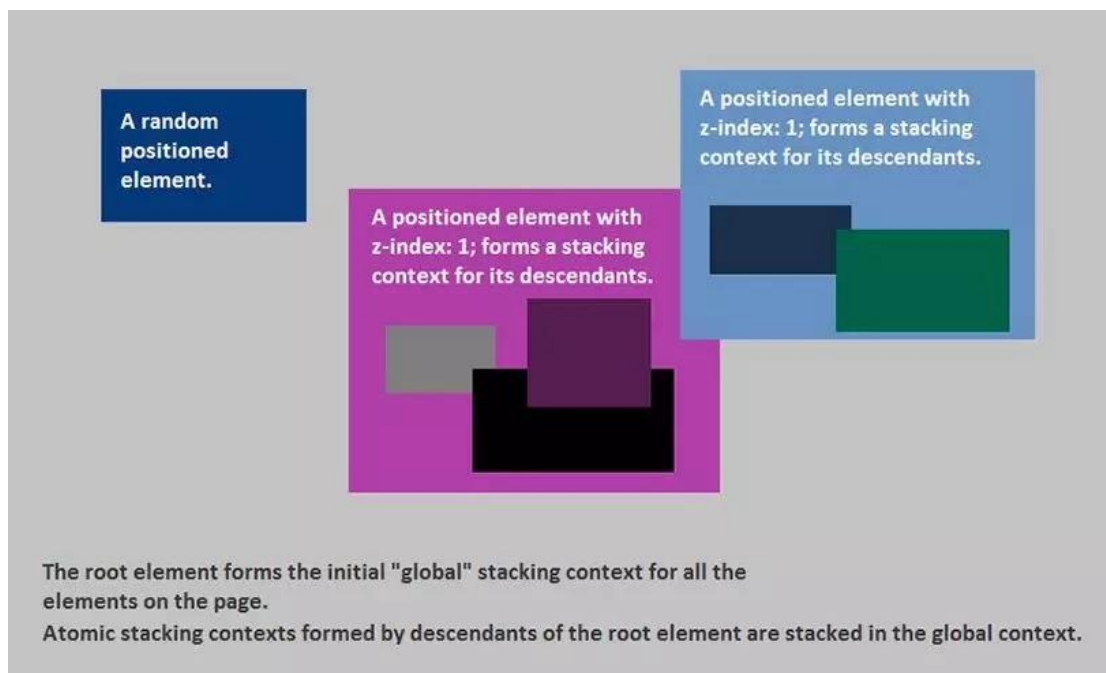 A random
positioned
element.
A positioned element with
z-index: 1; forms a stacking
context for its descendants.
A positioned element with
z-index: 1; forms a stacking
context for its descendants.
The root element forms the initial "global" stacking context for all the
elements on the page.
Atomic stacking contexts formed by descendants of the root element are stacked in the global context.